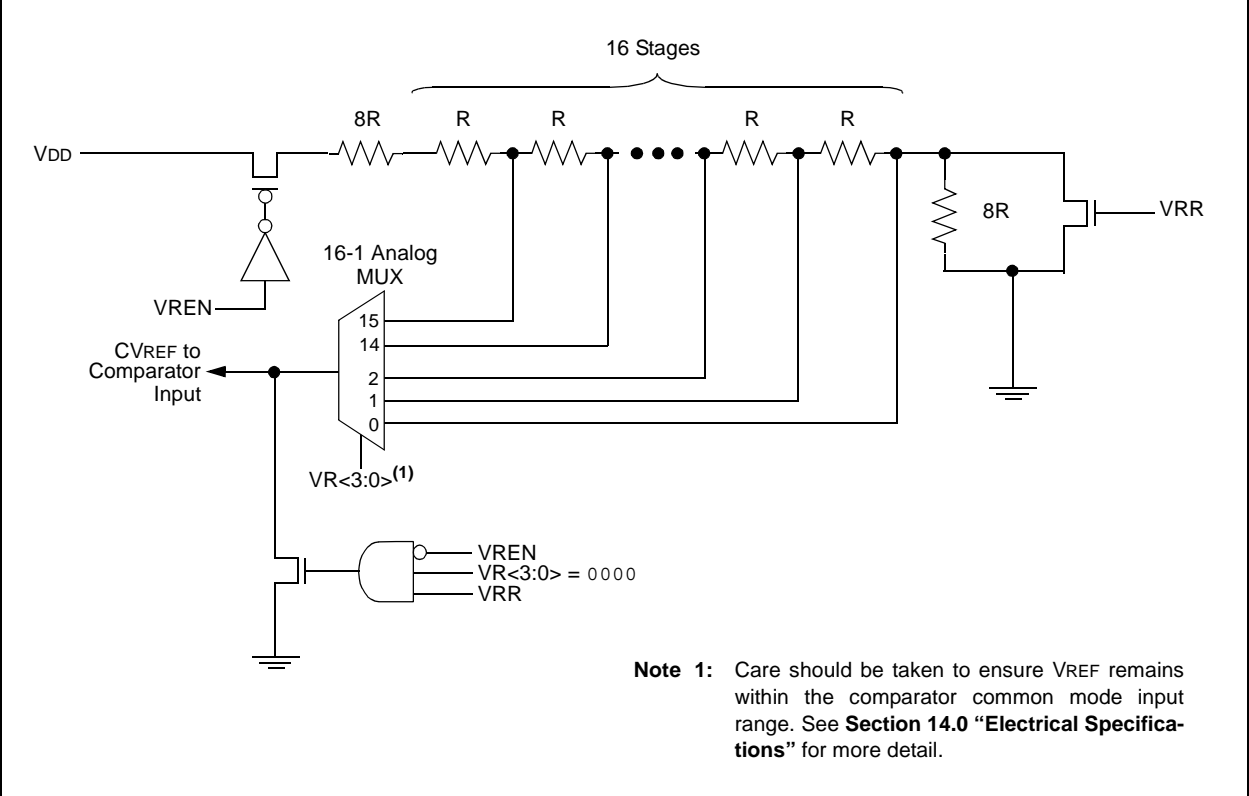 16 Stages
8R R R R R
VDD
8R
VRR
16-1 Analog
MUX
VREN
15
14
2
1
0
CVREF to
Comparator
Input
VR<3:0>(1)
VREN
VR<3:0> = 0000
VRR
Note 1: Care should be taken to ensure VREF remains
within the comparator common mode input
range. See Section 14.0 “Electrical Specifica-
tions” for more detail.